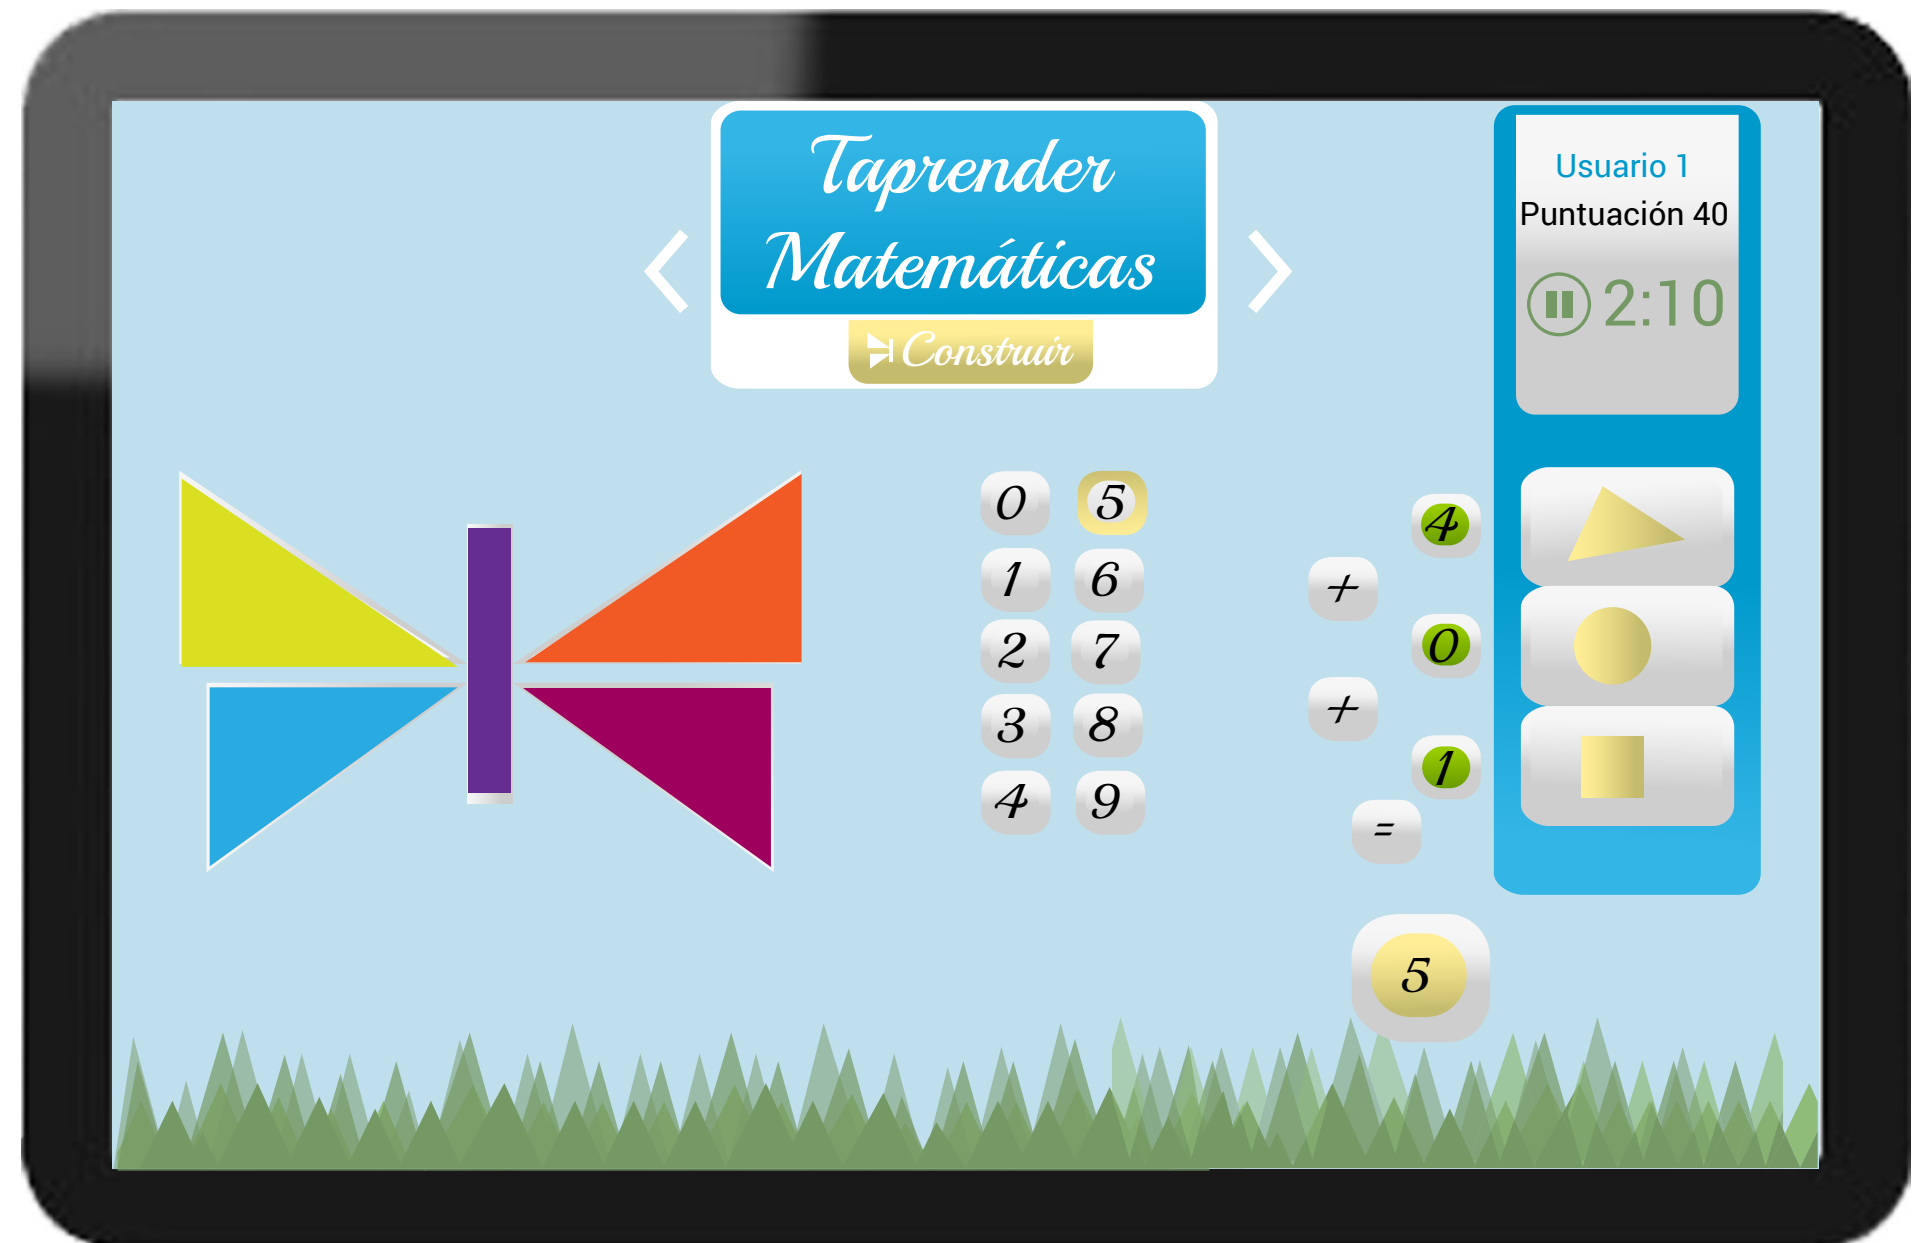 Taprender
Matemáticas
Construir
Usuario 1
Puntuación 40
2:10
0 5
1 6
2 7
3 8
4 9
4
+
0
+
1
=
5